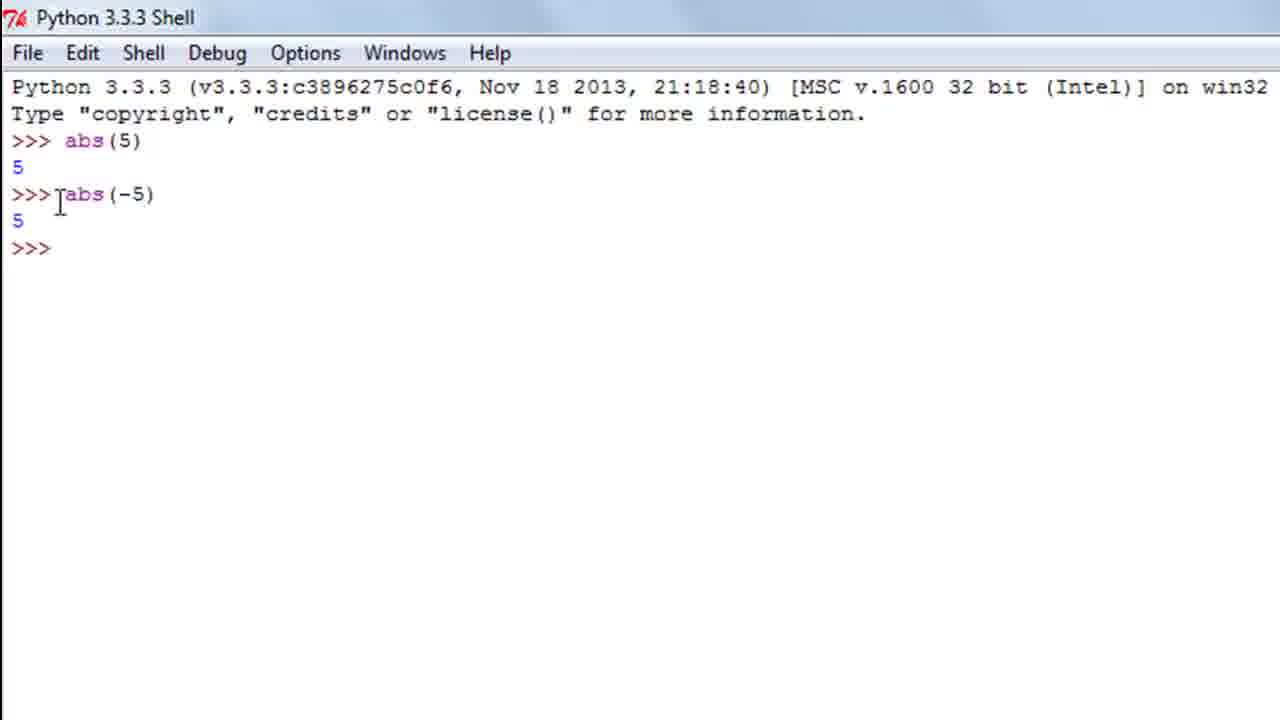 Python 3.3.3 Shell
File Edit Shell Debug Options Windows Help
Python 3.3.3 (v3.3.3:c3896275c0f6, Nov 18 2013, 21:18:40) [MSC v.1600 32 bit (Intel)] on win32
Type "copyright", "credits" or "license()" for more information.
>>> abs(5)
5
>>> abs(-5)
5
>>>